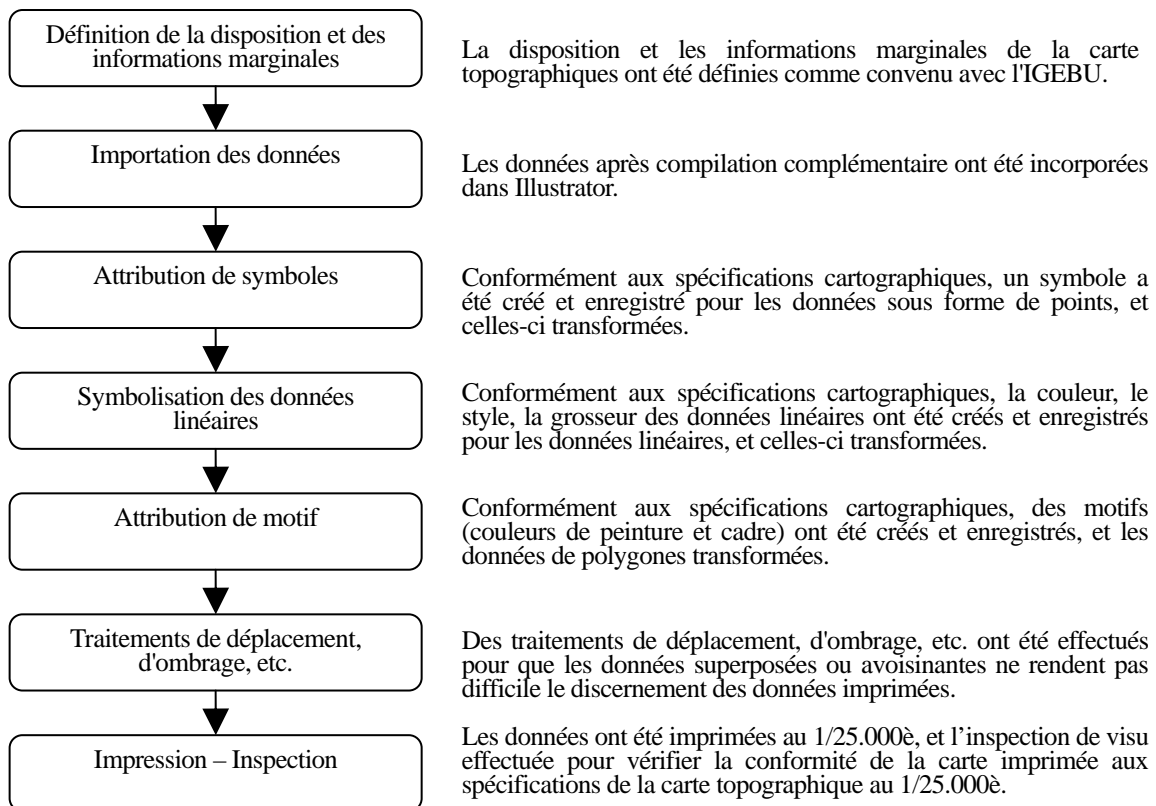 Définition de la disposition et des
informations marginales
La disposition et les informations marginales de la carte
topographiques ont été définies comme convenu avec l'IGEBU.
Importation des données
Les données après compilation complémentaire ont été incorporées
dans Illustrator.
Attribution de symboles
Conformément aux spécifications cartographiques, un symbole a
été créé et enregistré pour les données sous forme de points, et
celles-ci transformées.
Symbolisation des données
linéaires
Conformément aux spécifications cartographiques, la couleur, le
style, la grosseur des données linéaires ont été créés et enregistrés
pour les données linéaires, et celles-ci transformées.
Attribution de motif
Conformément aux spécifications cartographiques, des motifs
(couleurs de peinture et cadre) ont été créés et enregistrés, et les
données de polygones transformées.
Traitements de déplacement,
d'ombrage, etc.
Des traitements de déplacement, d'ombrage, etc. ont été effectués
pour que les données superposées ou avoisinantes ne rendent pas
difficile le discernement des données imprimées.
Impression – Inspection
Les données ont été imprimées au 1/25.000è, et l’inspection de visu
effectuée pour vérifier la conformité de la carte imprimée aux
spécifications de la carte topographique au 1/25.000è.